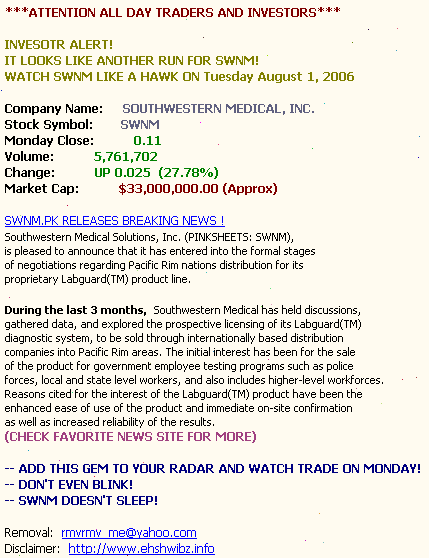 ***ATTENTION ALL DAY TRADERS AND INVESTORS***
INVESOTR ALERT!
IT LOOKS LIKE ANOTHER RUN FOR SWNM!
WATCH SWNM LIKE A HAWK ON Tuesday August 1, 2006
Company Name: SOUTHWESTERN MEDICAL, INC.
Stock Symbol: SWNM
Monday Close: 0.11
Volume: 5,761,702
Change: UP 0.025 (27.78%)
Market Cap: $33,000,000.00 (Approx)
SWNM.PK RELEASES BREAKING NEWS !
Southwestern Medical Solutions, Inc. (PINKSHEETS: SWNM),
is pleased to announce that it has entered into the formal stages
of negotiations regarding Pacific Rim nations distribution for its
proprietary Labguard(TM) product line.
During the last 3 months, Southwestern Medical has held discussions,
gathered data, and explored the prospective licensing of its Labguard(TM)
diagnostic system, to be sold through internationally based distribution
companies into Pacific Rim areas. The initial interest has been for the sale
of the product for government employee testing programs such as police
forces, local and state level workers, and also includes higher-level workforces.
Reasons cited for the interest of the Labguard(TM) product have been the
enhanced ease of use of the product and immediate on-site confirmation
as well as increased reliability of the results.
(CHECK FAVORITE NEWS SITE FOR MORE)
-- ADD THIS GEM TO YOUR RADAR AND WATCH TRADE ON MONDAY!
-- DON'T EVEN BLINK!
-- SWNM DOESN'T SLEEP!
Removal: rmvrmv_me@yahoo.com
Disclaimer: http://www.ehshwibz.info